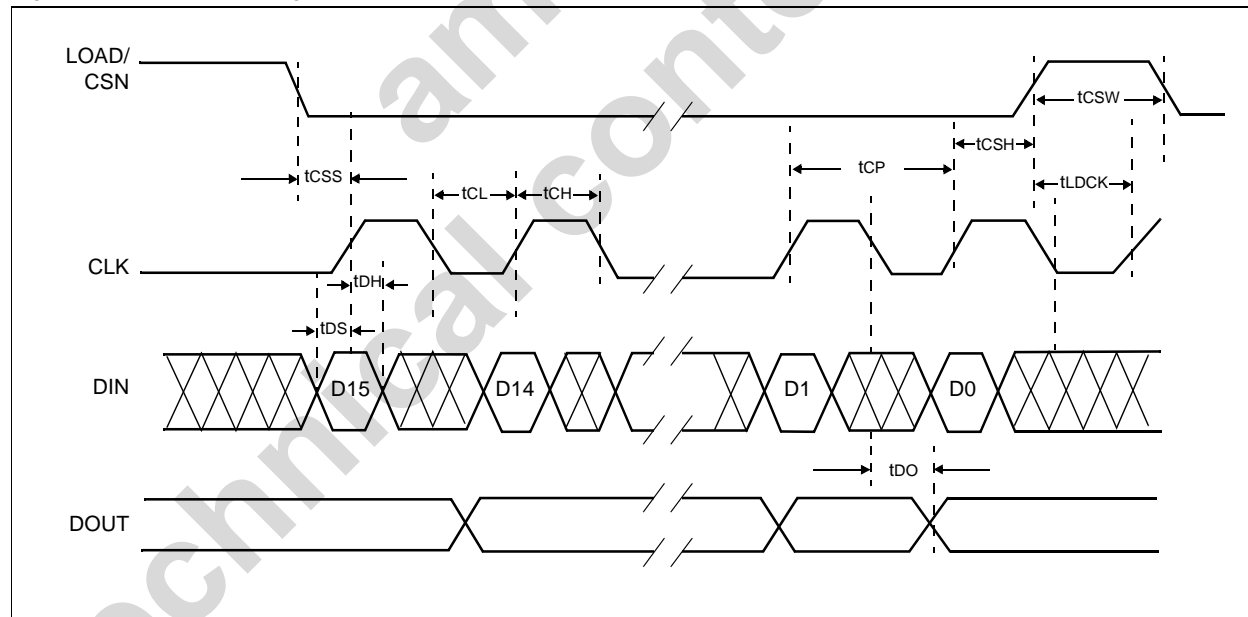 LOAD/
CSN
tCSW
tCSH
tCP
tCSS
tCL
tCH
tLDCK
CLK
tDH
tDS
DIN
D15
D14
D1
D0
tDO
DOUT